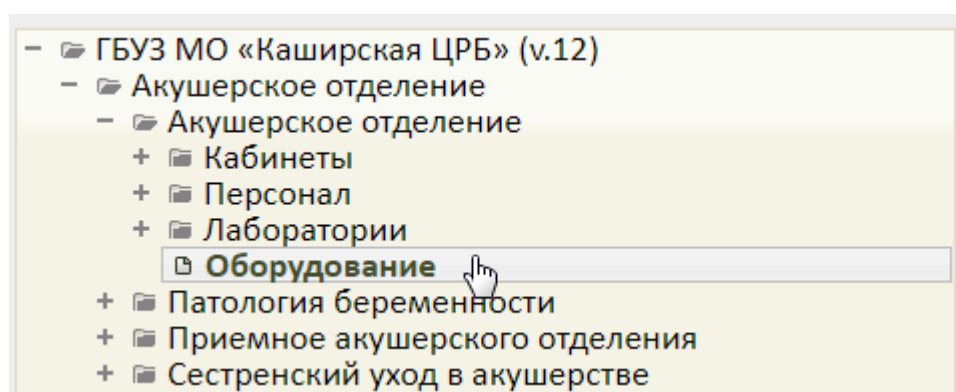 ГБУЗ МО «Каширская ЦРБ» (v.12)
Акушерское отделение
Акушерское отделение
Кабинеты
Персонал
Лаборатории
Оборудование
Патология беременности
Приемное акушерского отделения
Сестренский уход в акушерстве